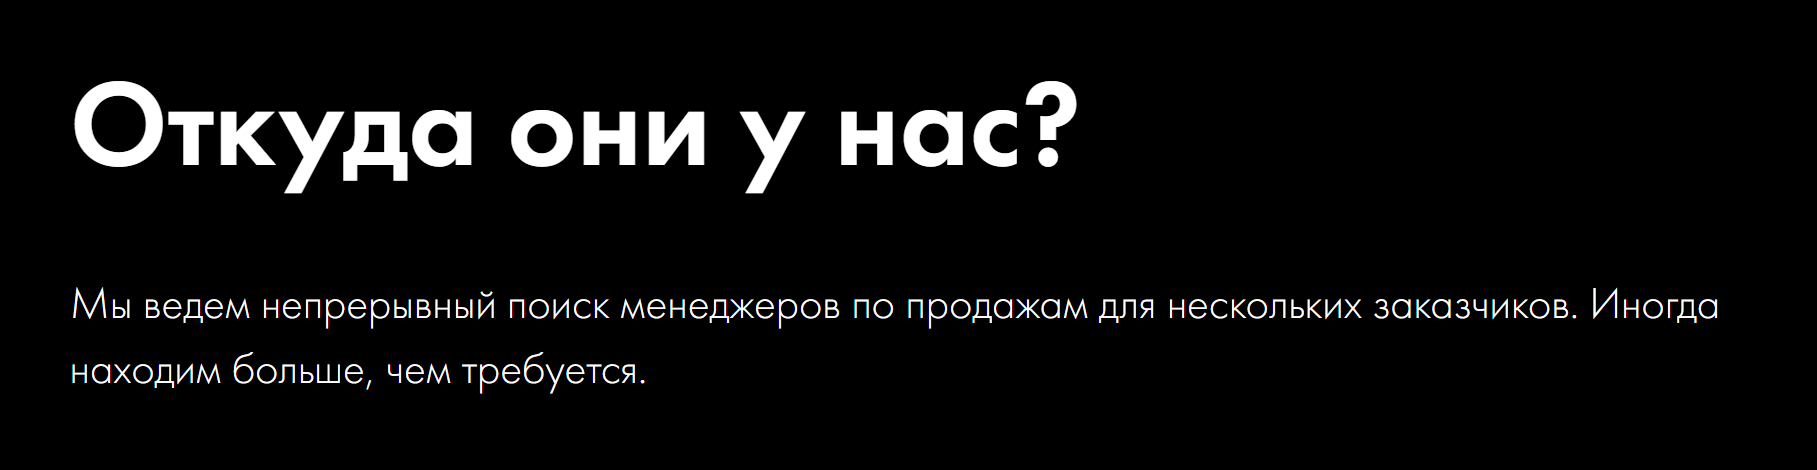 Откуда они у нас?
Мы ведем непрерывный поиск менеджеров по продажам для нескольких заказчиков. Иногда
находим больше, чем требуется.